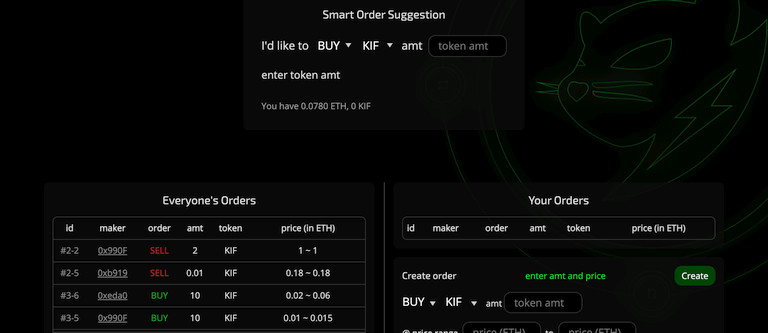 Smart Order Suggestion
I'd like to BUY KIF amt token amt
enter token amt
You have 0.0780 ETH, 0 KIF
Everyone's Orders
id maker order amt token price (in ETH)
#2-2 0x990F SELL 2 KIF 1 ~ 1
#2-5 0xb919 SELL 0.01 KIF 0.18 ~ 0.18
#3-6 0xeda0 BUY 10 KIF 0.02 ~ 0.06
#3-5 0x990F BUY 10 KIF 0.01 ~ 0.015
Your Orders
id maker order amt token price (in ETH)
Create order enter amt and price Create
BUY KIF amt token amt
@ price range price (ETH) to price (ETH)